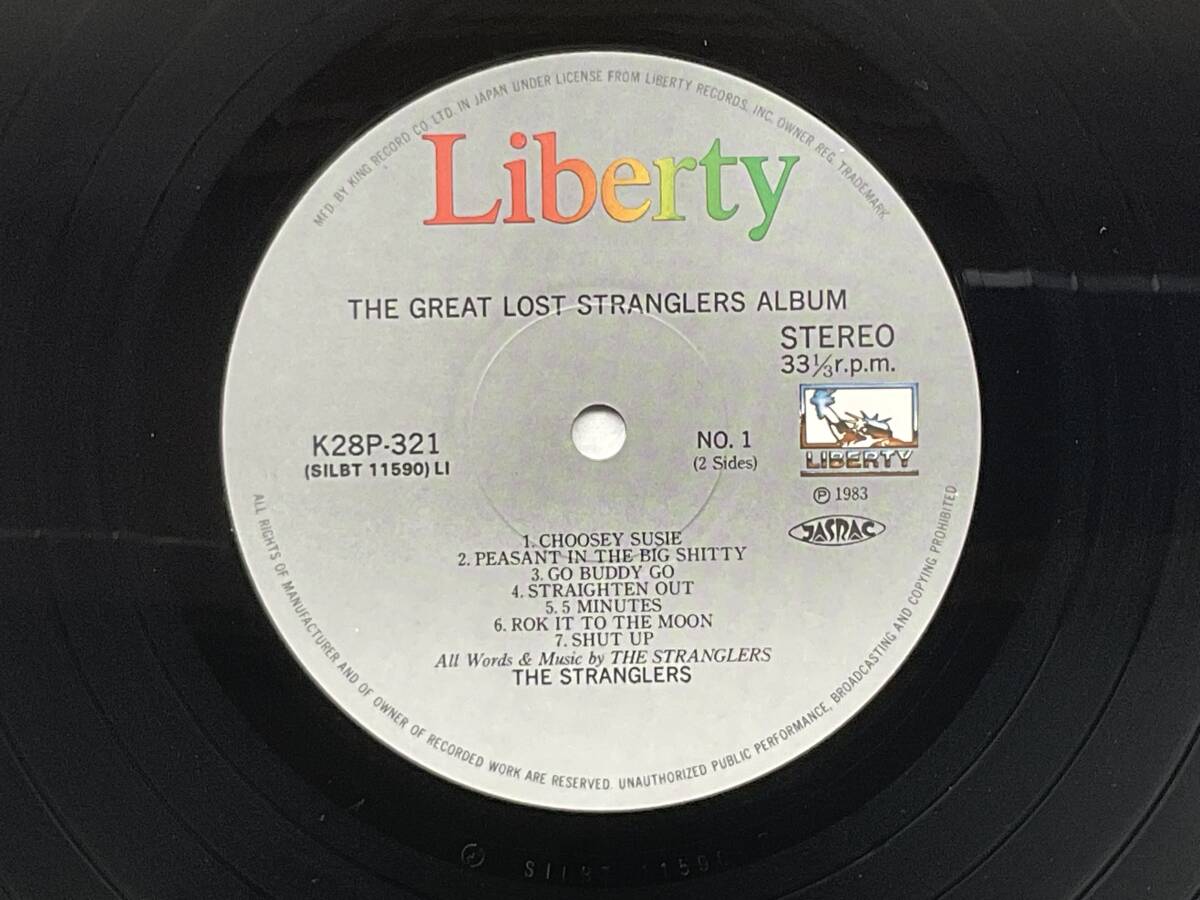 MFD. BY KING RECORD CO. LTD. IN JAPAN UNDER LICENSE FROM LIBERTY RECORDS, INC. OWNER REG. TRADEMARK.
Liberty
THE GREAT LOST STRANGLERS ALBUM
STEREO
33⅓r.p.m.
K28P-321
(SILBT 11590) LI
NO. 1
(2 Sides)
LIBERTY
Ⓟ 1983
JASRAC
1. CHOOSEY SUSIE
2. PEASANT IN THE BIG SHITTY
3. GO BUDDY GO
4. STRAIGHTEN OUT
5. 5 MINUTES
6. ROK IT TO THE MOON
7. SHUT UP
All Words & Music by THE STRANGLERS
THE STRANGLERS
ALL RIGHTS OF MANUFACTURER AND OF OWNER OF RECORDED WORK ARE RESERVED. UNAUTHORIZED PUBLIC PERFORMANCE, BROADCASTING AND COPYING PROHIBITED
SILBT 11590